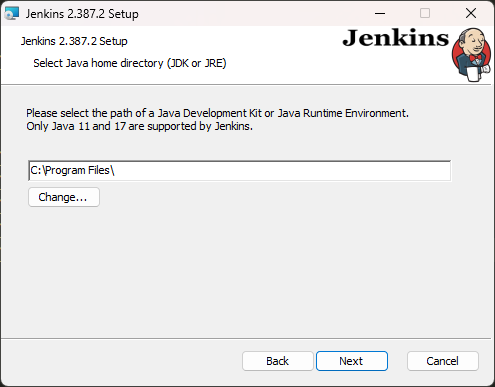 Jenkins 2.387.2 Setup
Jenkins 2.387.2 Setup
Jenkins
Select Java home directory (JDK or JRE)
Please select the path of a Java Development Kit or Java Runtime Environment.
Only Java 11 and 17 are supported by Jenkins.
C:\Program Files\
Change...
Back
Next
Cancel